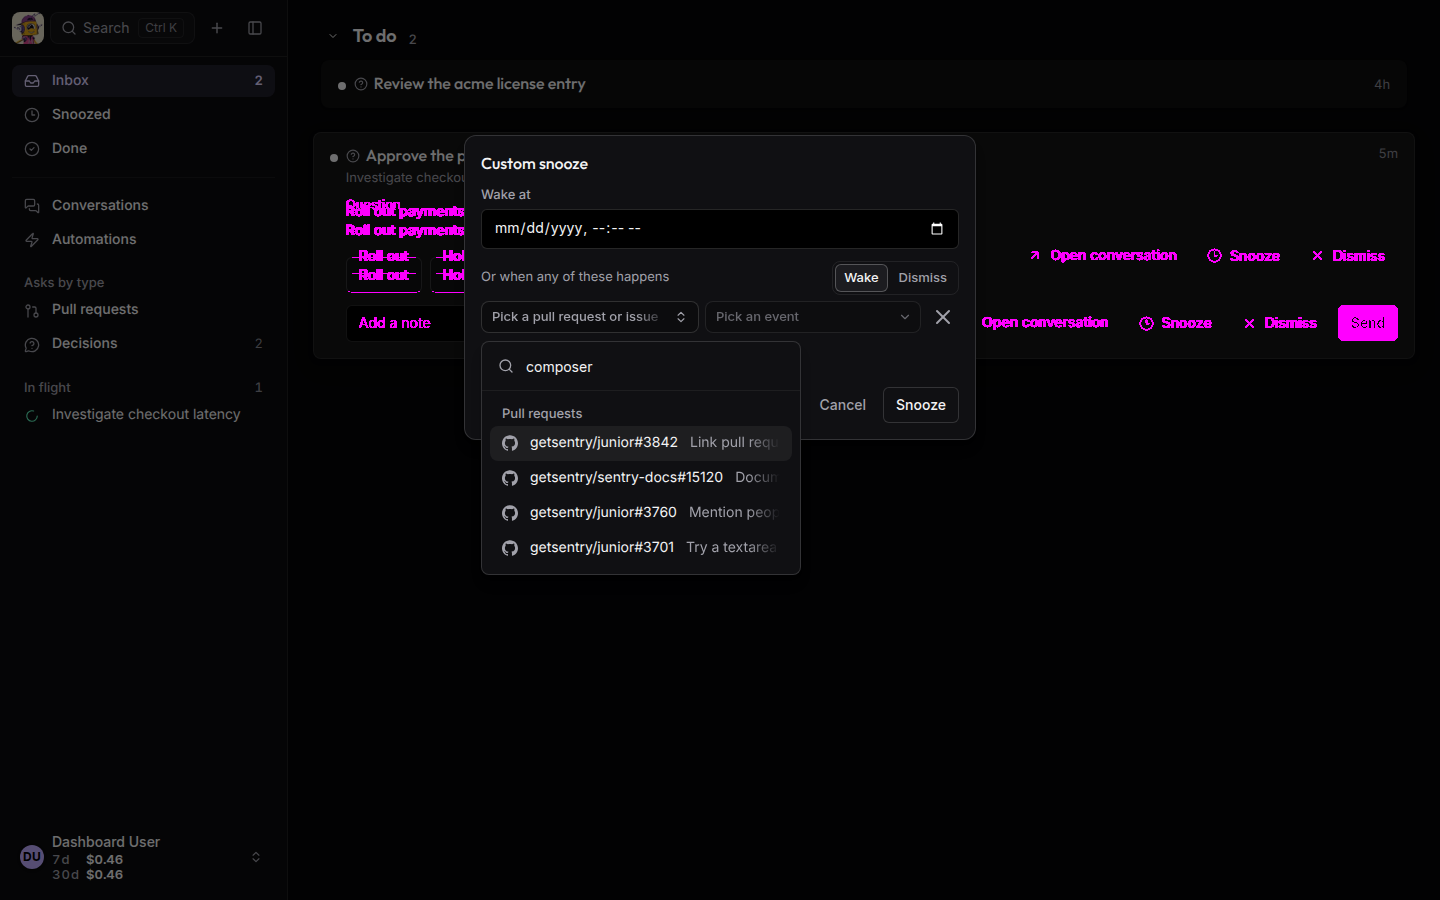 Search Ctrl K
Inbox 2
Snoozed
Done
Conversations
Automations
Asks by type
Pull requests
Decisions 2
In flight 1
Investigate checkout latency
Dashboard User
DU
7d $0.46
30d $0.46
To do 2
Review the acme license entry 4h
Approve the p 5m
Investigate checkou
Question
Roll out payments
Roll out payments
Roll out Hol
Roll out Hol
Open conversation Snooze Dismiss
Add a note
Open conversation Snooze Dismiss Send
Custom snooze
Wake at
mm/dd/yyyy, --:-- --
Or when any of these happens Wake Dismiss
Pick a pull request or issue Pick an event
composer
Pull requests
getsentry/junior#3842 Link pull requ
getsentry/sentry-docs#15120 Docum
getsentry/junior#3760 Mention peop
getsentry/junior#3701 Try a textarea
Cancel Snooze